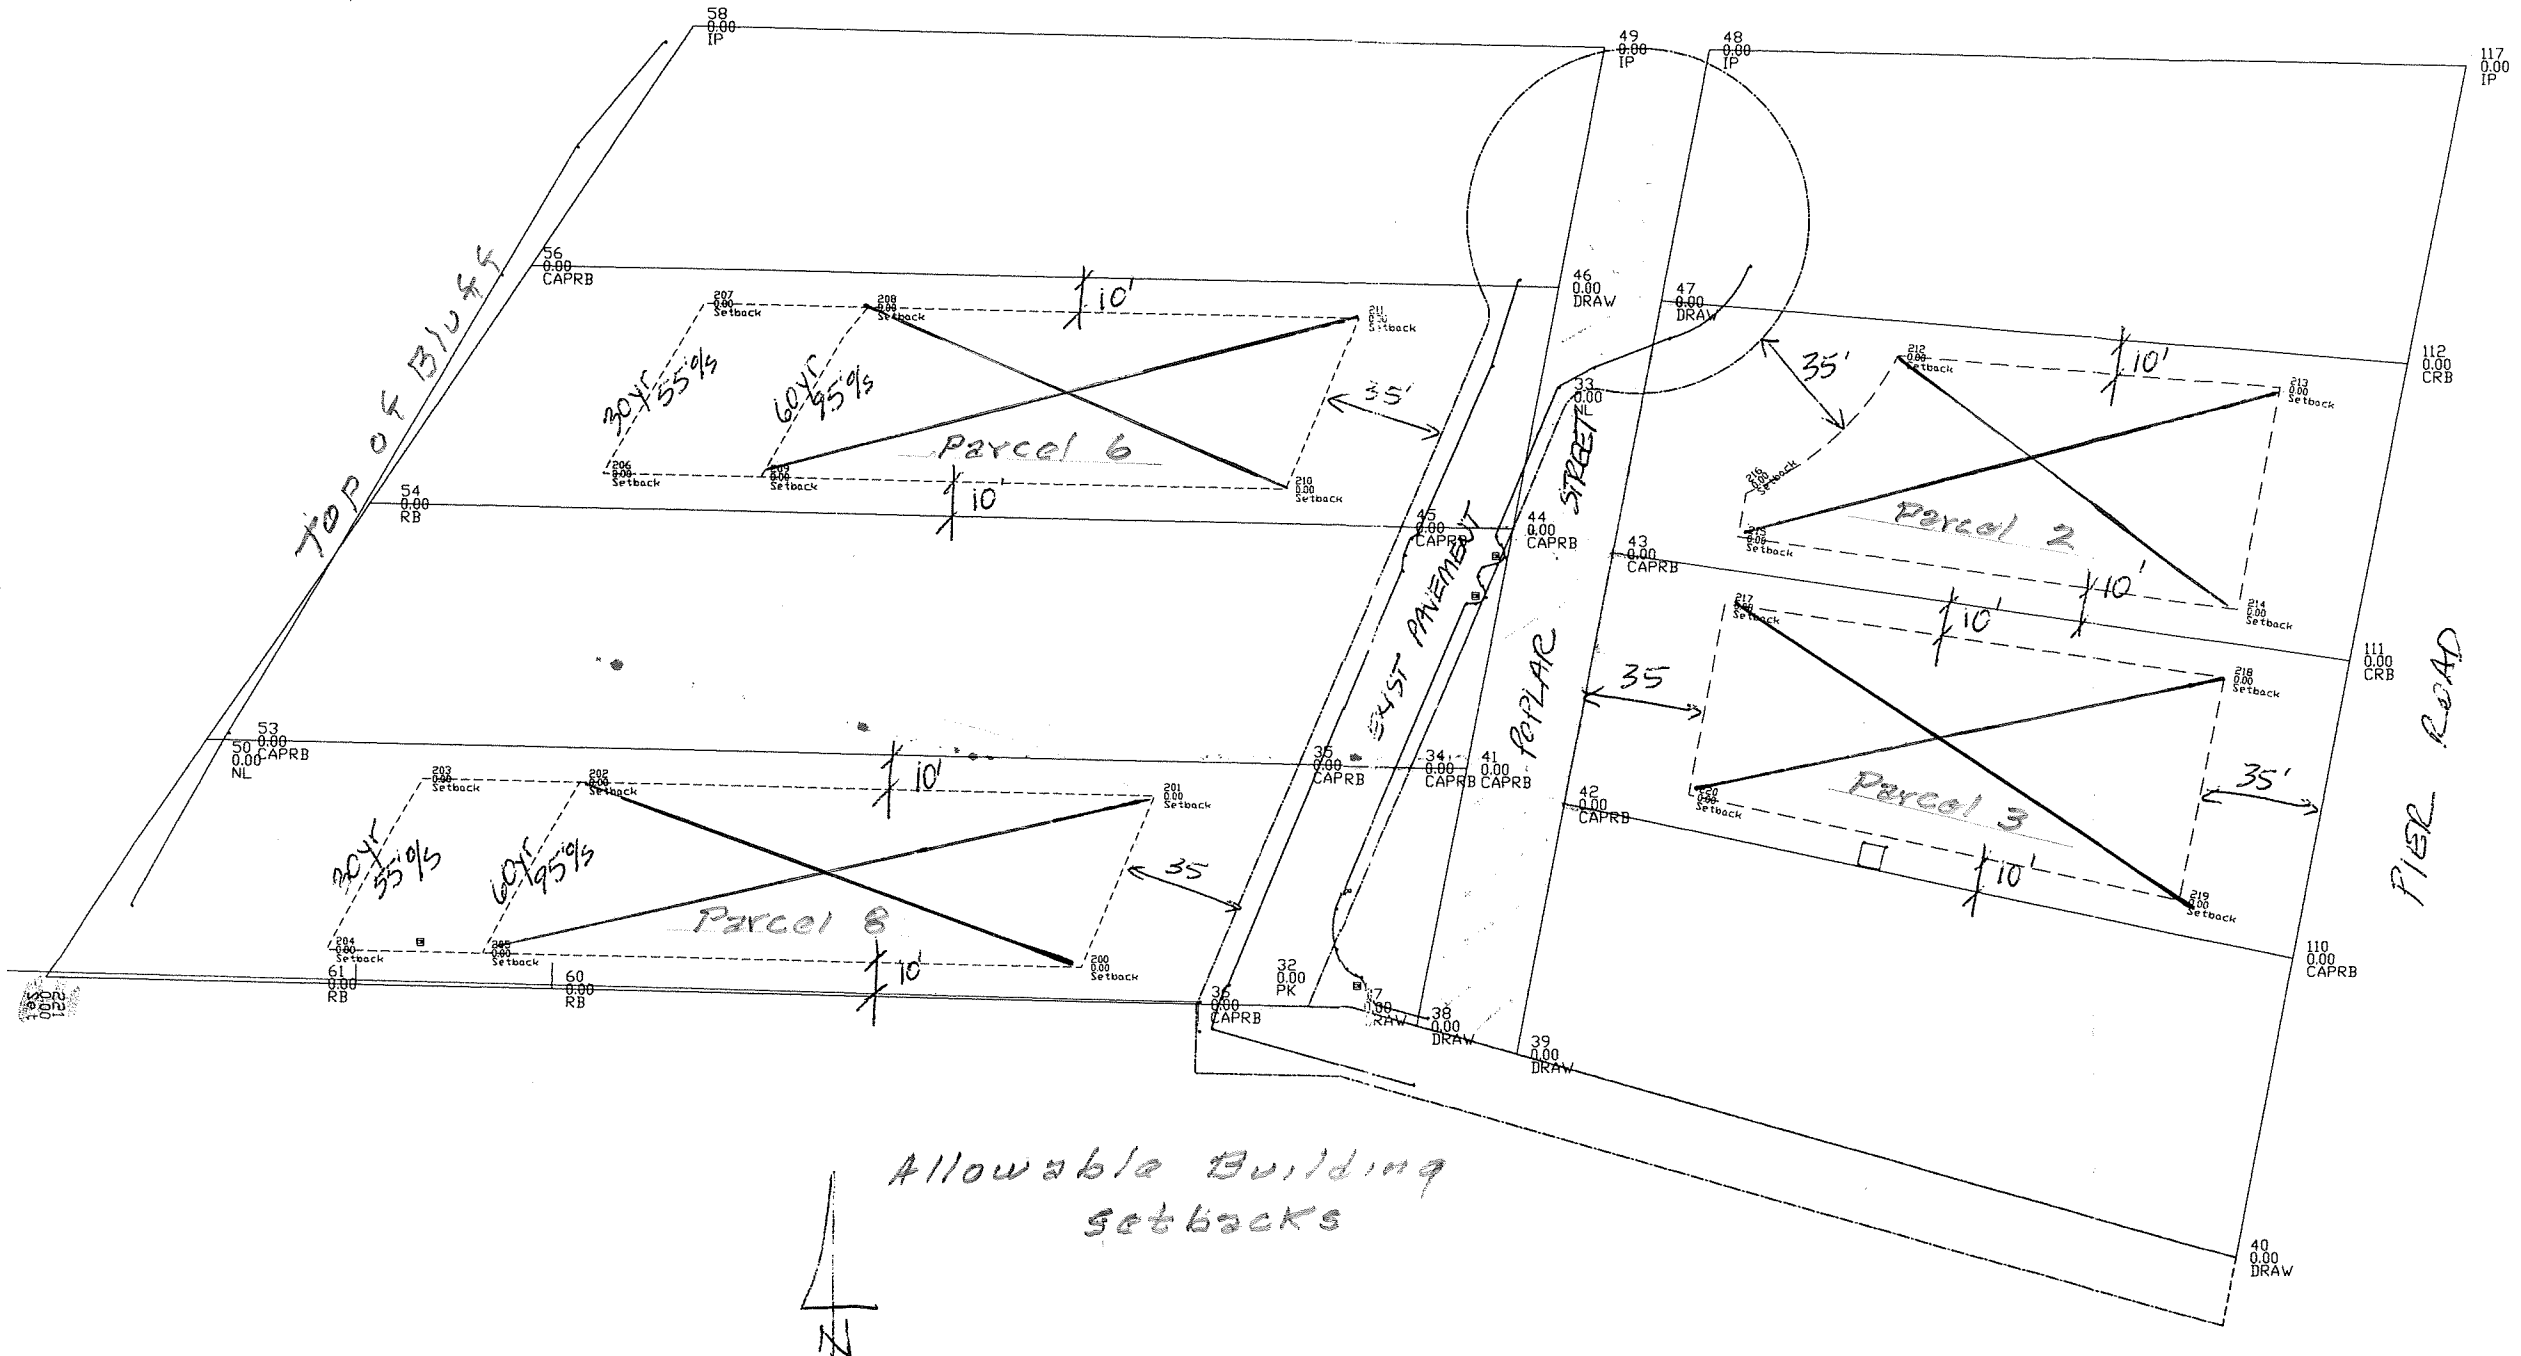 58
0.00
IP
49
0.00
IP
48
0.00
IP
117
0.00
IP
56
0.00
CAPRB
46
0.00
DRAW
47
0.00
DRAW
112
0.00
CRB
TOP OF Bluff
207
0.00
Setback
208
0.00
Setback
10'
211
0.00
Setback
30yr
55'o/s
60yr
95'o/s
35'
Parcel 6
206
0.00
Setback
209
0.00
Setback
10'
210
0.00
Setback
33
0.00
NL
35'
212
0.00
Setback
10'
213
0.00
Setback
216
0.00
Setback
215
0.00
Setback
Parcel 2
10'
214
0.00
Setback
54
0.00
RB
45
0.00
CAPRB
44
0.00
CAPRB
43
0.00
CAPRB
111
0.00
CRB
EXIST PAVEMENT
POPLAR STREET
PIER ROAD
217
0.00
Setback
10'
218
0.00
Setback
35
35'
Parcel 3
220
0.00
Setback
10'
219
0.00
Setback
53
0.00
CAPRB
50
0.00
NL
35
0.00
CAPRB
34
0.00
CAPRB
41
0.00
CAPRB
42
0.00
CAPRB
110
0.00
CAPRB
203
0.00
Setback
202
0.00
Setback
10'
201
0.00
Setback
30yr
55'o/s
60yr
95'o/s
35
Parcel 8
204
0.00
Setback
205
0.00
Setback
10'
200
0.00
Setback
221
0.00
Set
61
0.00
RB
60
0.00
RB
36
0.00
CAPRB
32
0.00
PK
38
0.00
DRAW
39
0.00
DRAW
40
0.00
DRAW
Allowable Building
setbacks
N